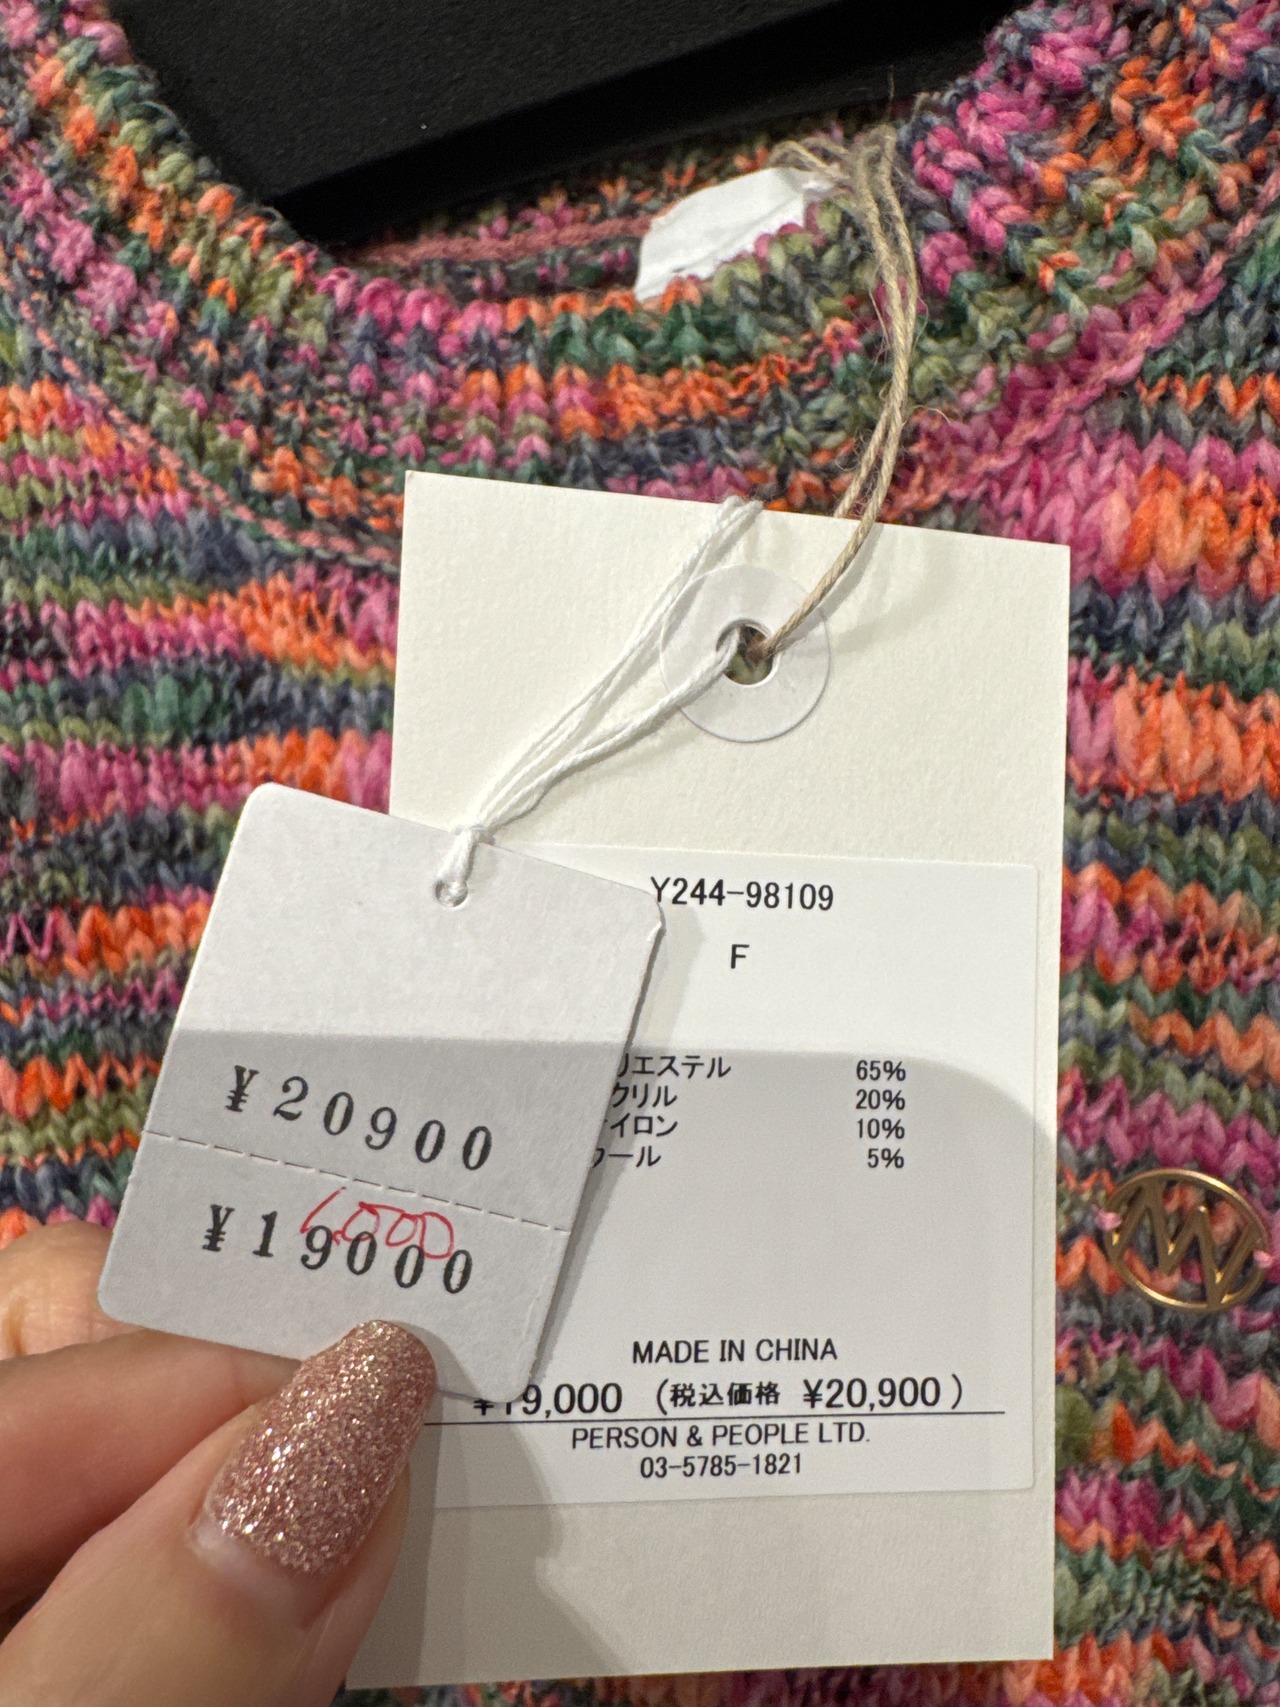 Y244-98109
F
リエステル 65%
クリル 20%
イロン 10%
ール 5%
¥20900
¥19000
6000
MADE IN CHINA
¥19,000 (税込価格 ¥20,900)
PERSON & PEOPLE LTD.
03-5785-1821